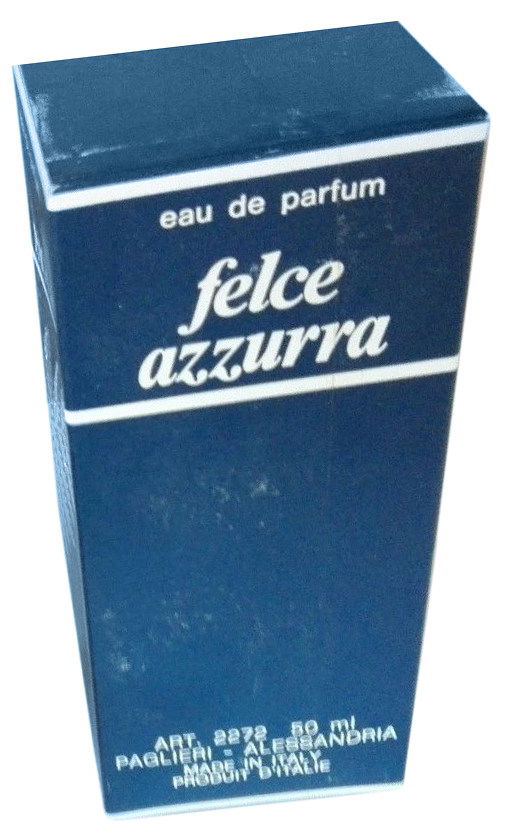 eau de parfum
felce
azzurra
ART. 2272 50 ml
PAGLIERI - ALESSANDRIA
MADE IN ITALY
PRODUIT D'ITALIE